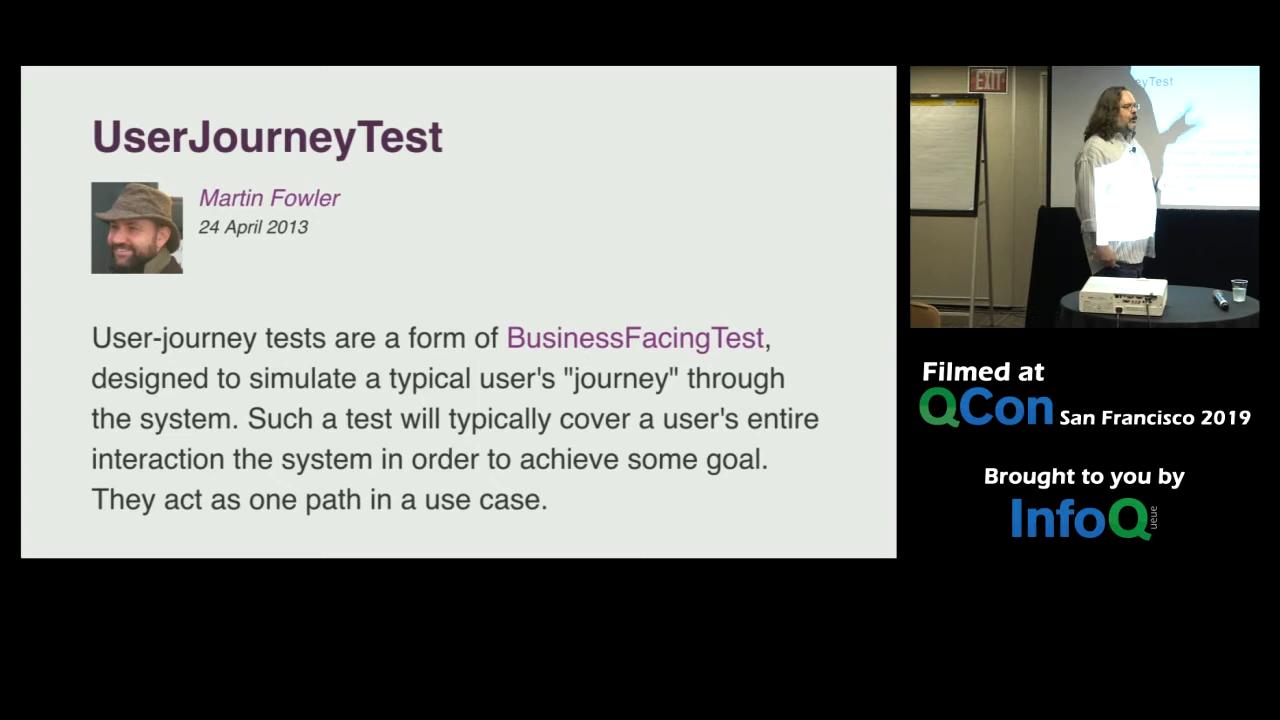 UserJourneyTest
Martin Fowler
24 April 2013
User-journey tests are a form of BusinessFacingTest,
designed to simulate a typical user's "journey" through
the system. Such a test will typically cover a user's entire
interaction the system in order to achieve some goal.
They act as one path in a use case.
EXIT
eyTest
Filmed at
QCon San Francisco 2019
Brought to you by
InfoQ
ueue